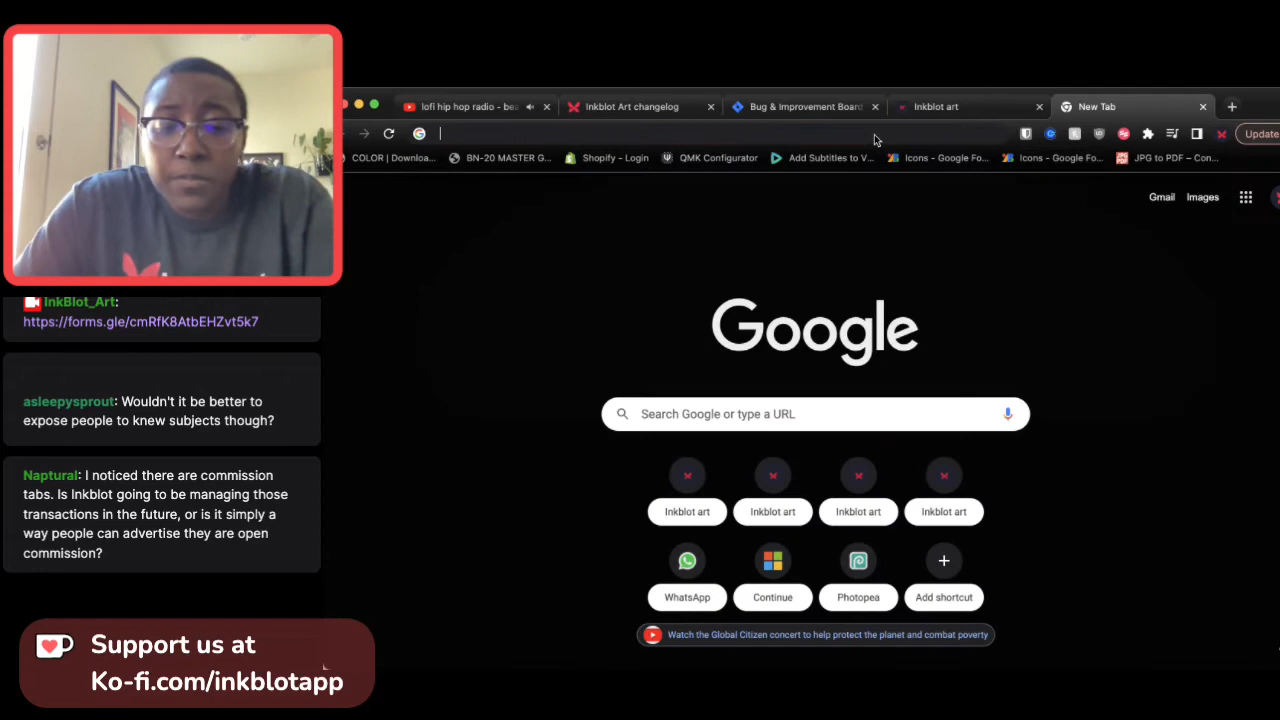 lofi hip hop radio - bea
Inkblot Art changelog
Bug & Improvement Board
Inkblot art
New Tab
Update
COLOR | Downloa...
BN-20 MASTER G...
Shopify - Login
QMK Configurator
Add Subtitles to V...
Icons - Google Fo...
Icons - Google Fo...
JPG to PDF – Con...
Gmail
Images
Google
Search Google or type a URL
Inkblot art
Inkblot art
Inkblot art
Inkblot art
WhatsApp
Continue
Photopea
Add shortcut
Watch the Global Citizen concert to help protect the planet and combat poverty
InkBlot_Art:
https://forms.gle/cmRfK8AtbEHZvt5k7
asleepysprout: Wouldn't it be better to
expose people to knew subjects though?
Naptural: I noticed there are commission
tabs. Is Inkblot going to be managing those
transactions in the future, or is it simply a
way people can advertise they are open
commission?
Support us at
Ko-fi.com/inkblotapp